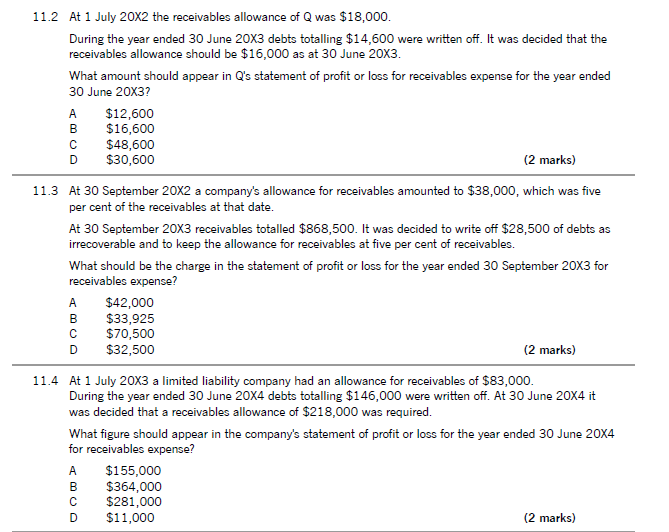 11.2 At 1 July 20X2 the receivables allowance of Q was $18,000.
During the year ended 30 June 20X3 debts totalling $14,600 were written off. It was decided that the
receivables allowance should be $16,000 as at 30 June 20X3.
What amount should appear in Q's statement of profit or loss for receivables expense for the year ended
30 June 20X3?
A $12,600
B $16,600
C $48,600
D $30,600 (2 marks)
11.3 At 30 September 20X2 a company's allowance for receivables amounted to $38,000, which was five
per cent of the receivables at that date.
At 30 September 20X3 receivables totalled $868,500. It was decided to write off $28,500 of debts as
irrecoverable and to keep the allowance for receivables at five per cent of receivables.
What should be the charge in the statement of profit or loss for the year ended 30 September 20X3 for
receivables expense?
A $42,000
B $33,925
C $70,500
D $32,500 (2 marks)
11.4 At 1 July 20X3 a limited liability company had an allowance for receivables of $83,000.
During the year ended 30 June 20X4 debts totalling $146,000 were written off. At 30 June 20X4 it
was decided that a receivables allowance of $218,000 was required.
What figure should appear in the company's statement of profit or loss for the year ended 30 June 20X4
for receivables expense?
A $155,000
B $364,000
C $281,000
D $11,000 (2 marks)